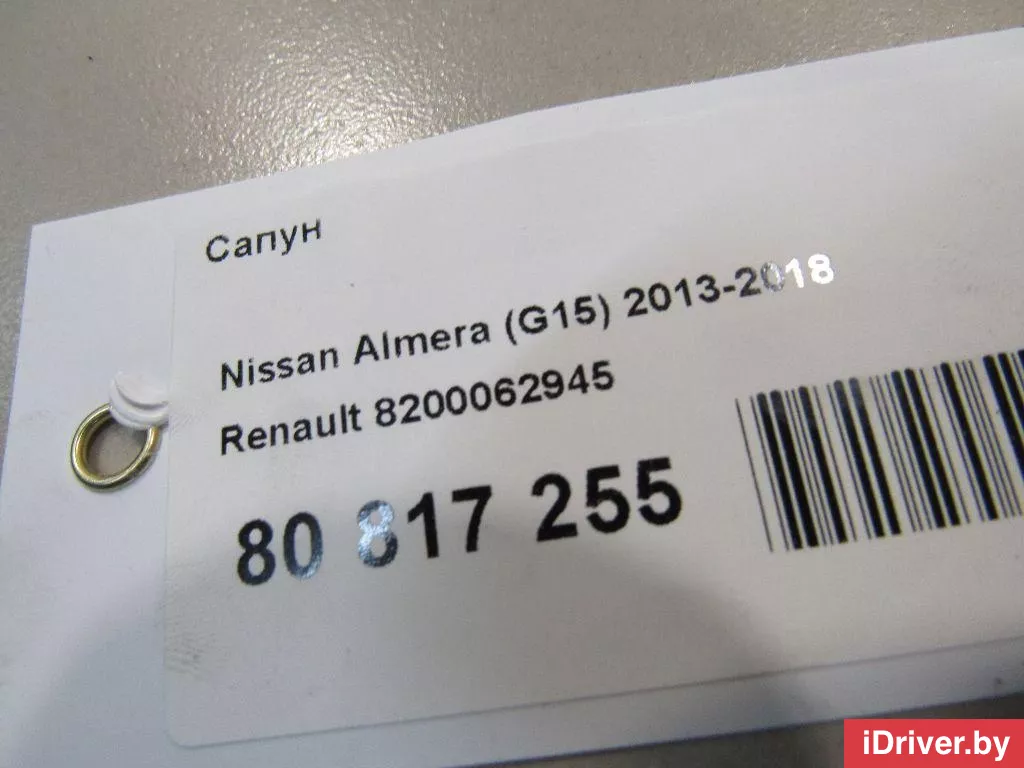 Сапун
Nissan Almera (G15) 2013-2018
Renault 8200062945
80 817 255
iDriver.by